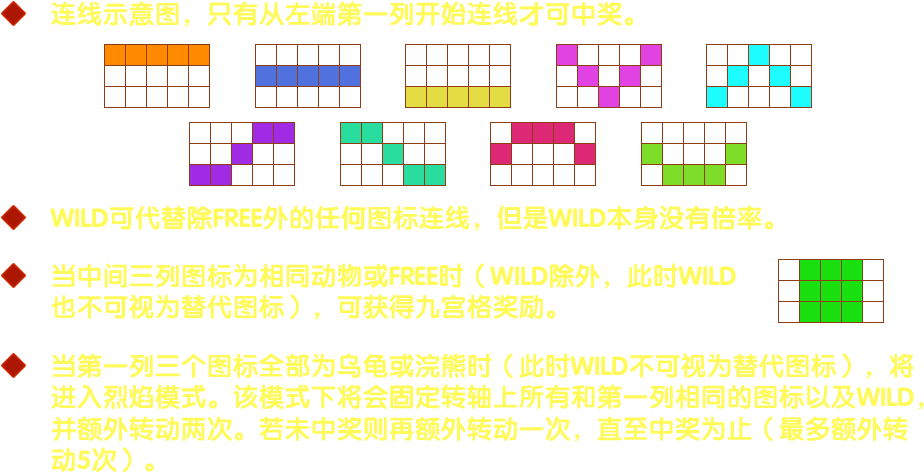 连线示意图，只有从左端第一列开始连线才可中奖。
WILD可代替除FREE外的任何图标连线，但是WILD本身没有倍率。
当中间三列图标为相同动物或FREE时（WILD除外，此时WILD
也不可视为替代图标），可获得九宫格奖励。
当第一列三个图标全部为乌龟或浣熊时（此时WILD不可视为替代图标），将
进入烈焰模式。该模式下将会固定转轴上所有和第一列相同的图标以及WILD，
并额外转动两次。若未中奖则再额外转动一次，直至中奖为止（最多额外转
动5次）。